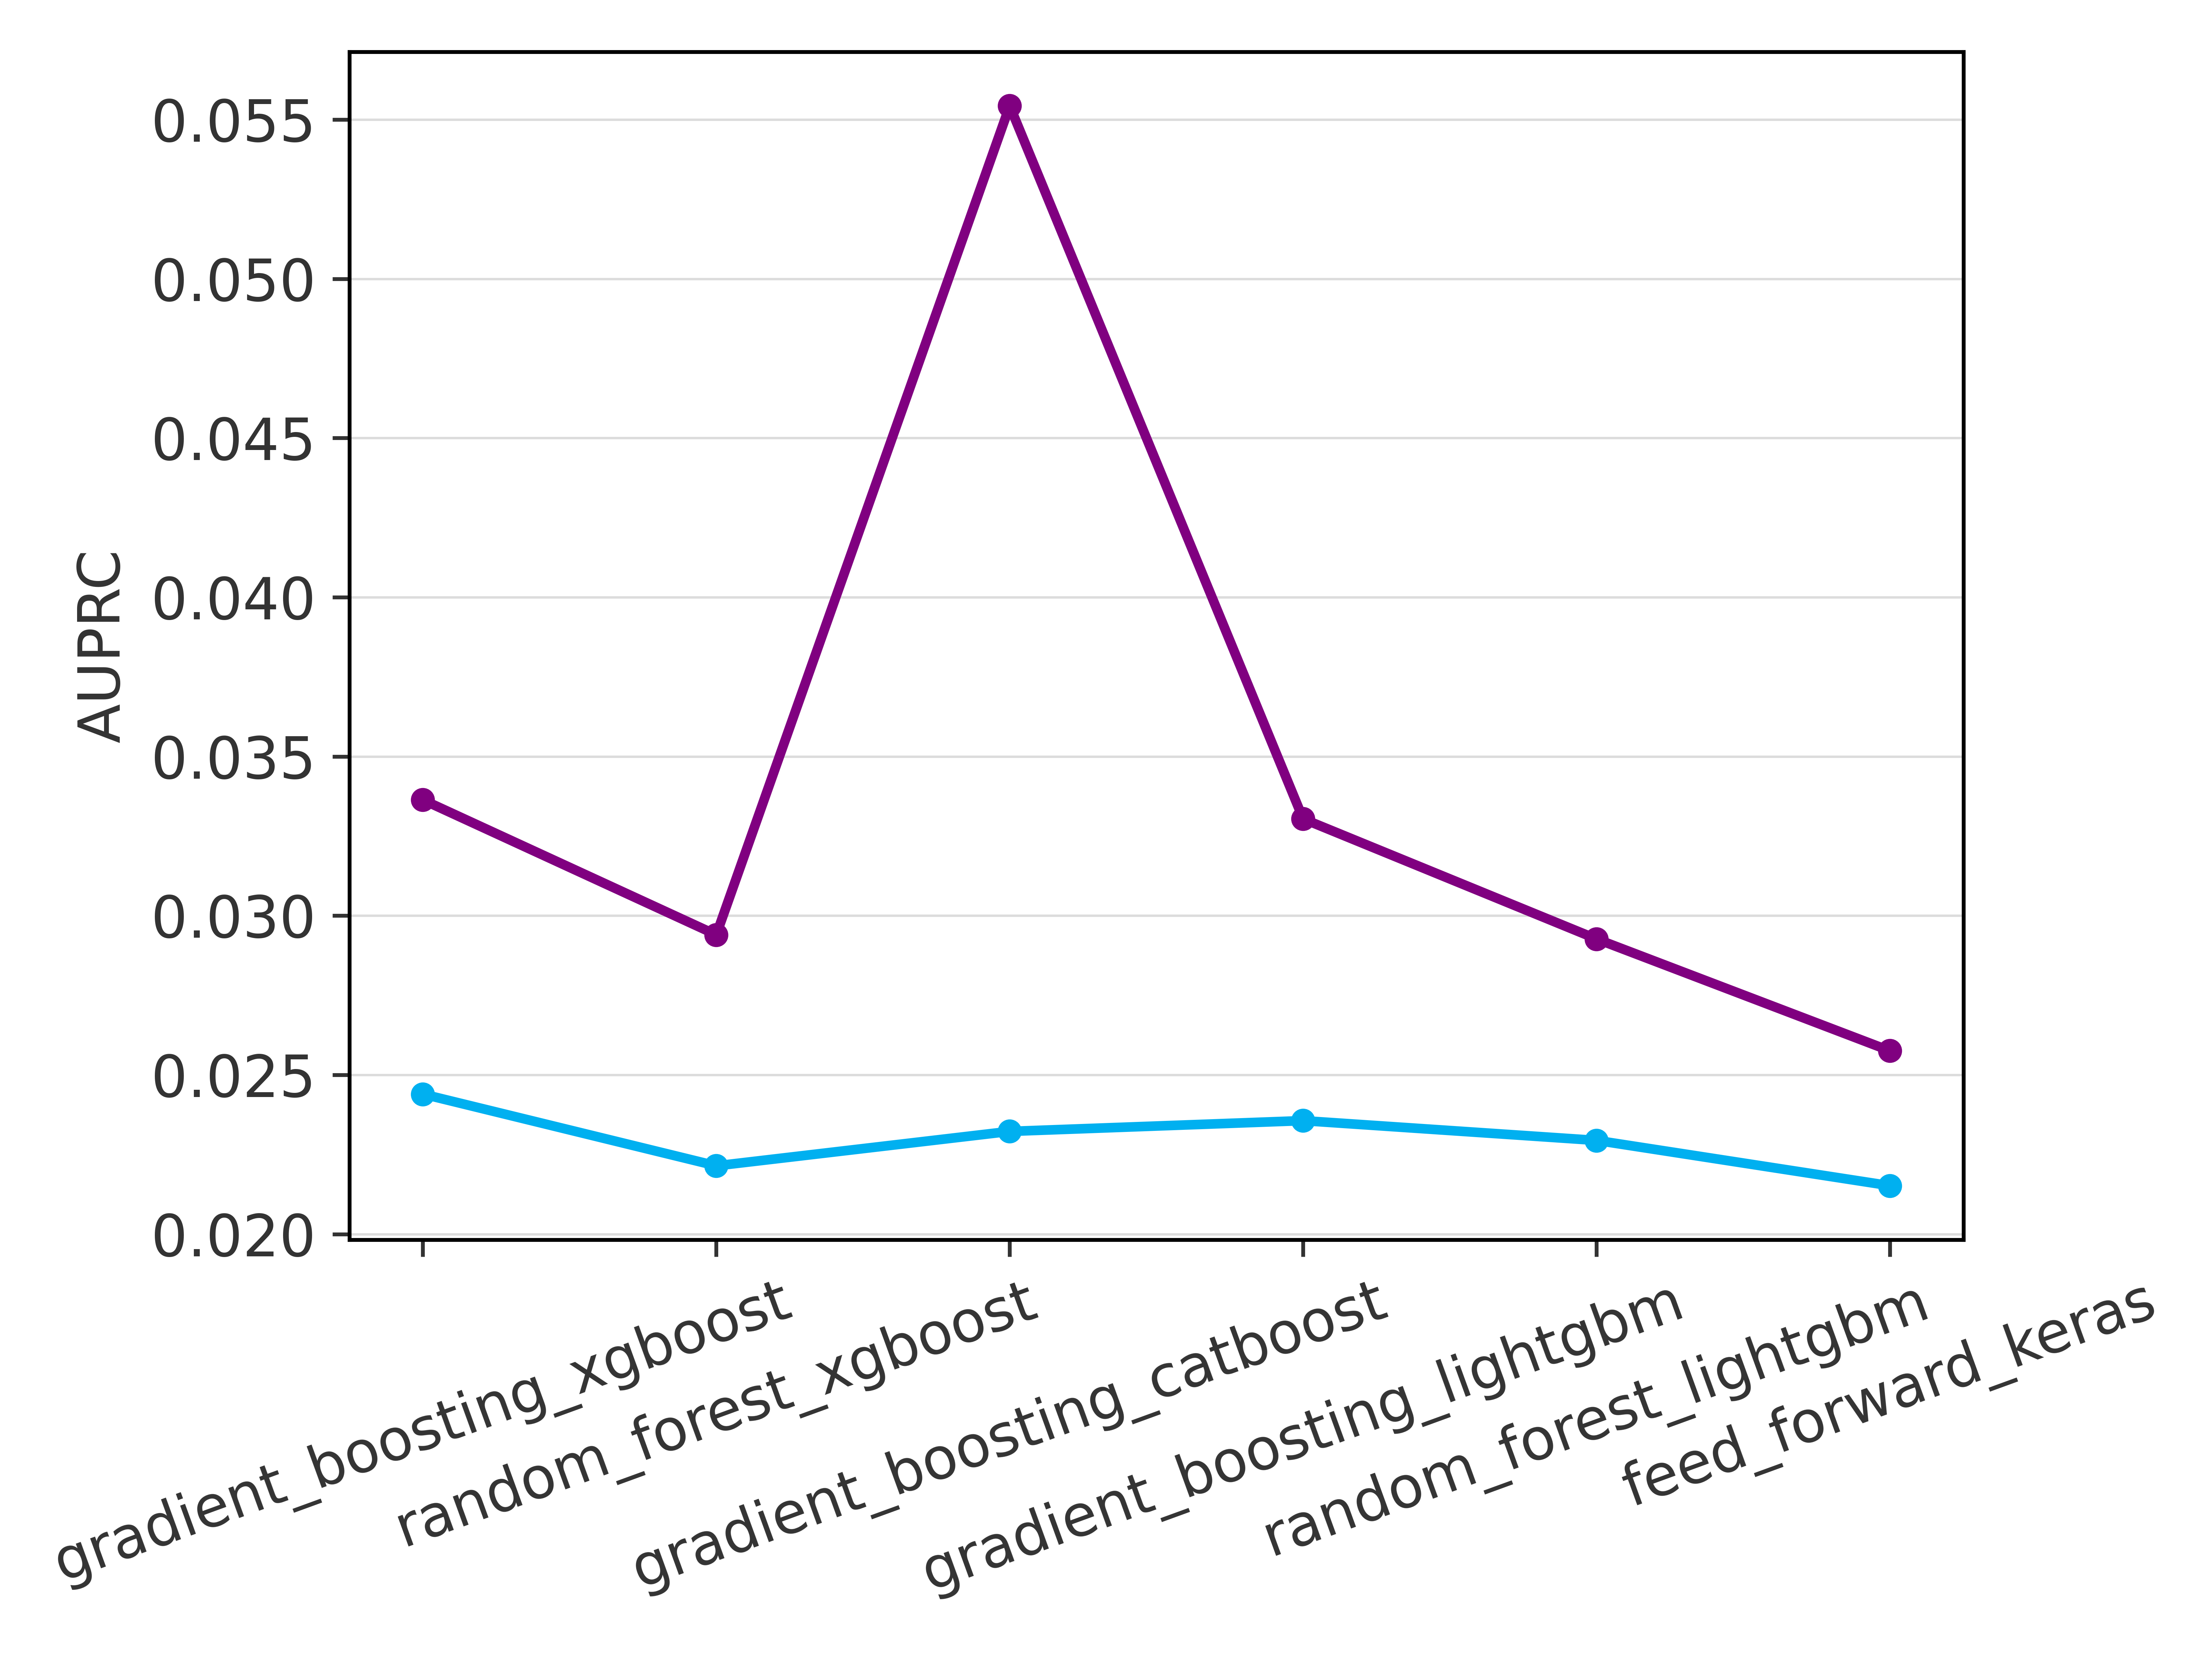 0.055
0.050
0.045
0.040
0.035
0.030
0.025
0.020
AUPRC
gradient_boosting_xgboost
random_forest_xgboost
gradient_boosting_catboost
gradient_boosting_lightgbm
random_forest_lightgbm
feed_forward_keras